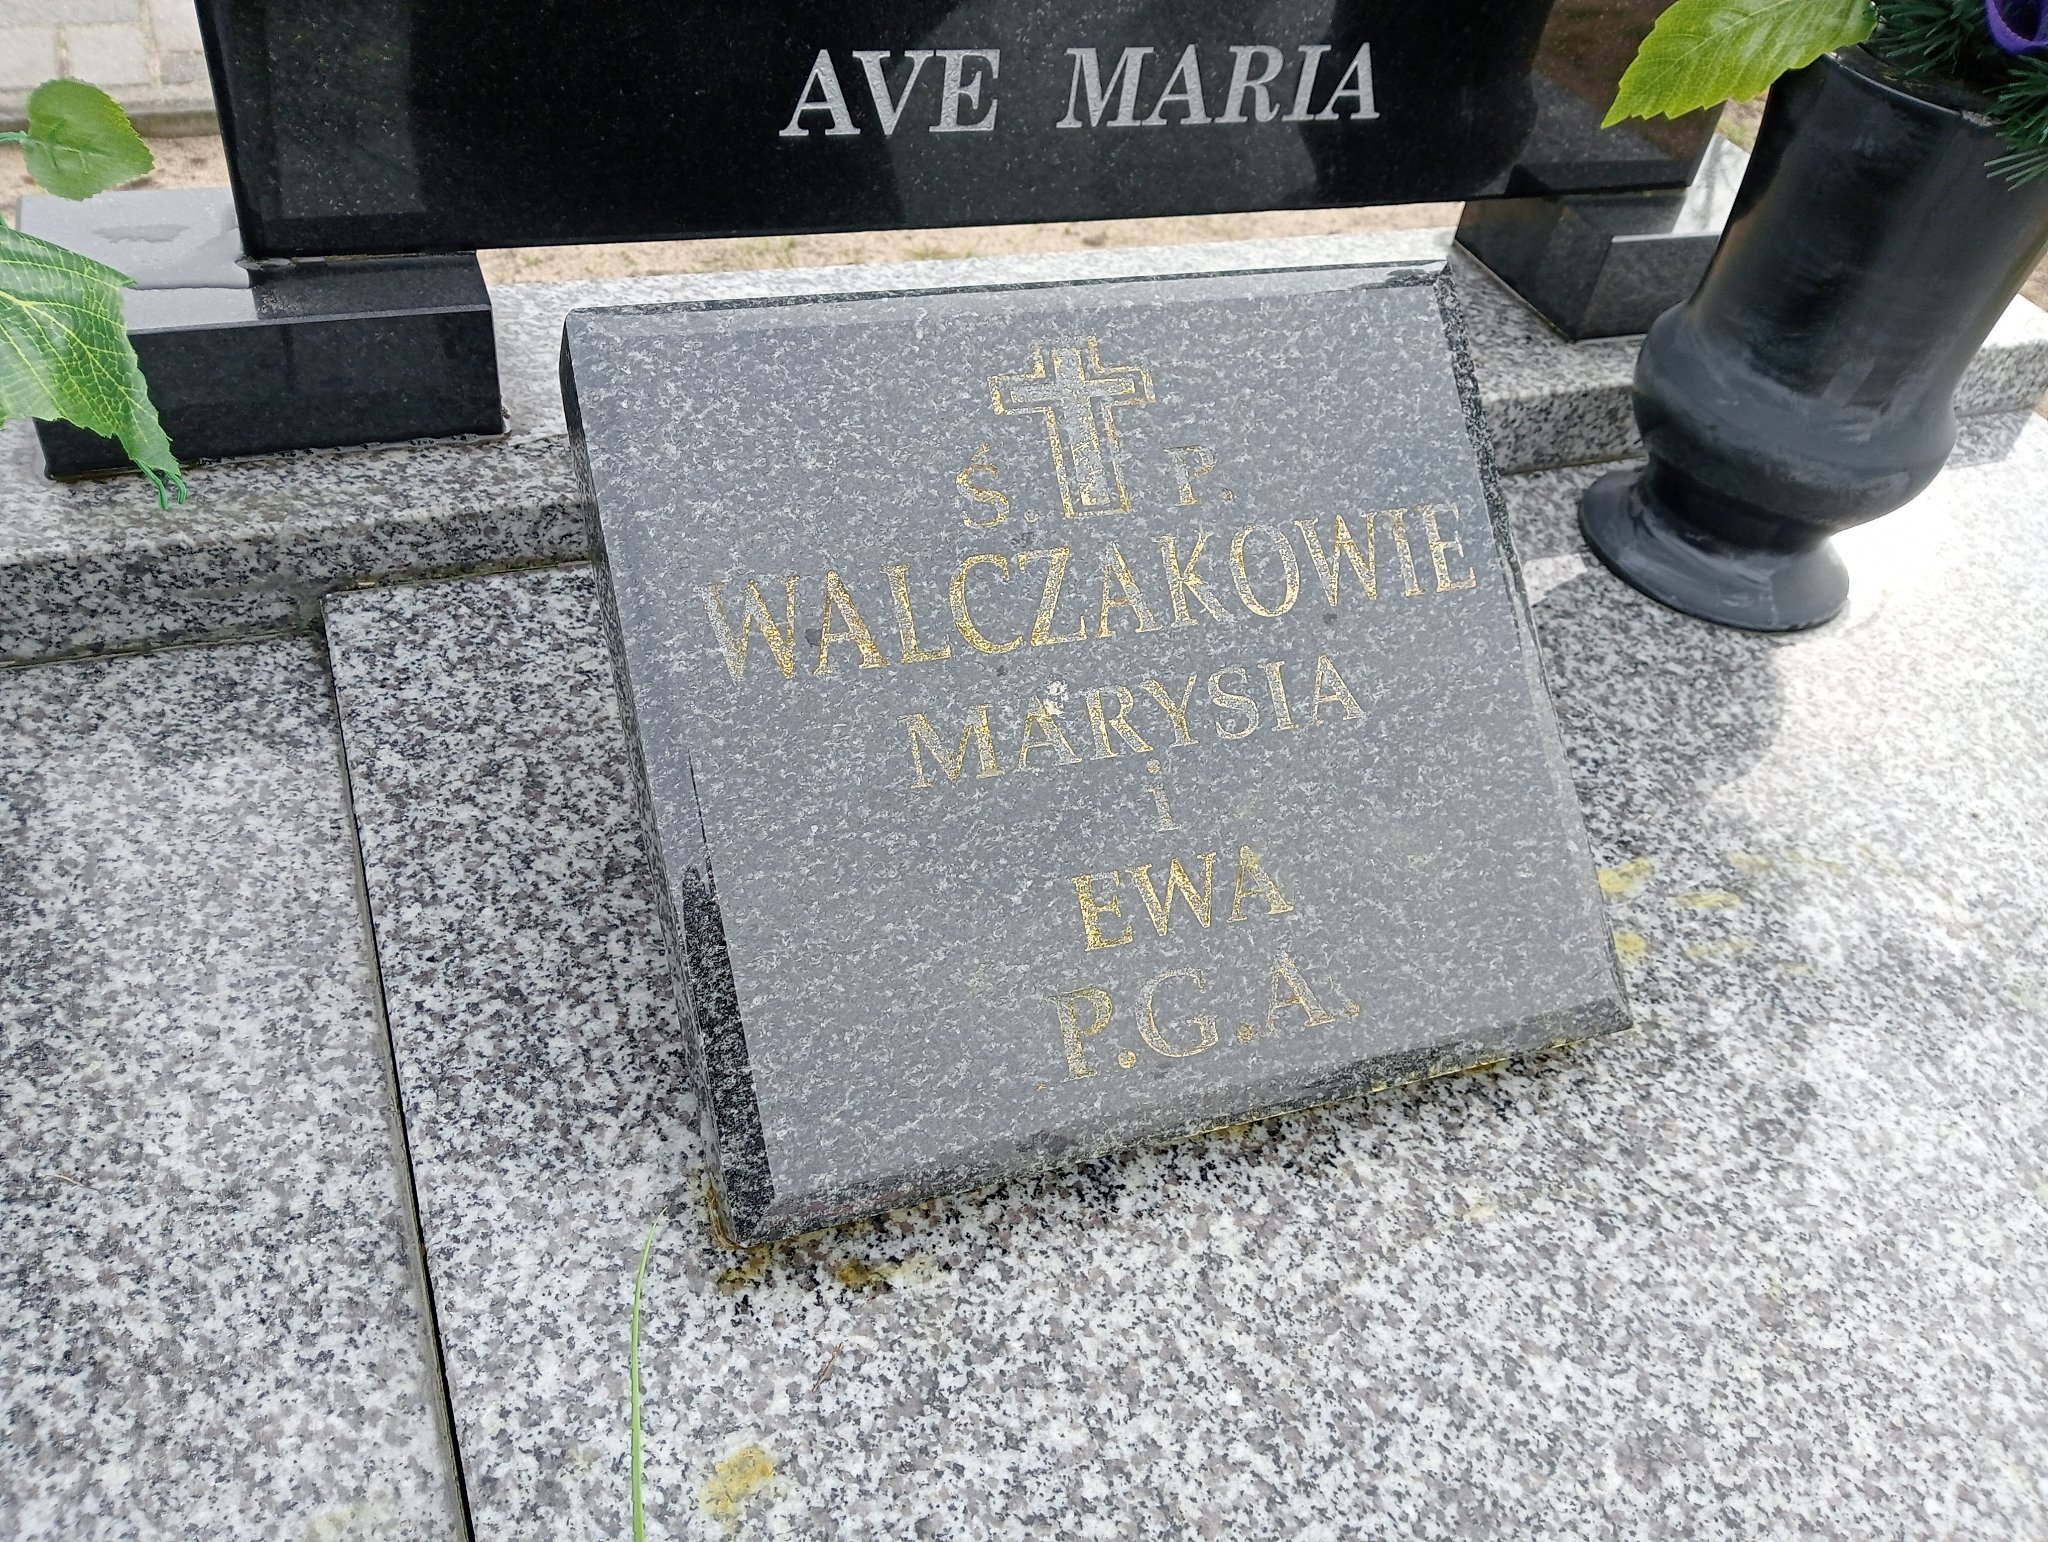 AVE MARIA
Ś. P.
WALCZAKOWIE
MARYSIA
i
EWA
P.G.A.